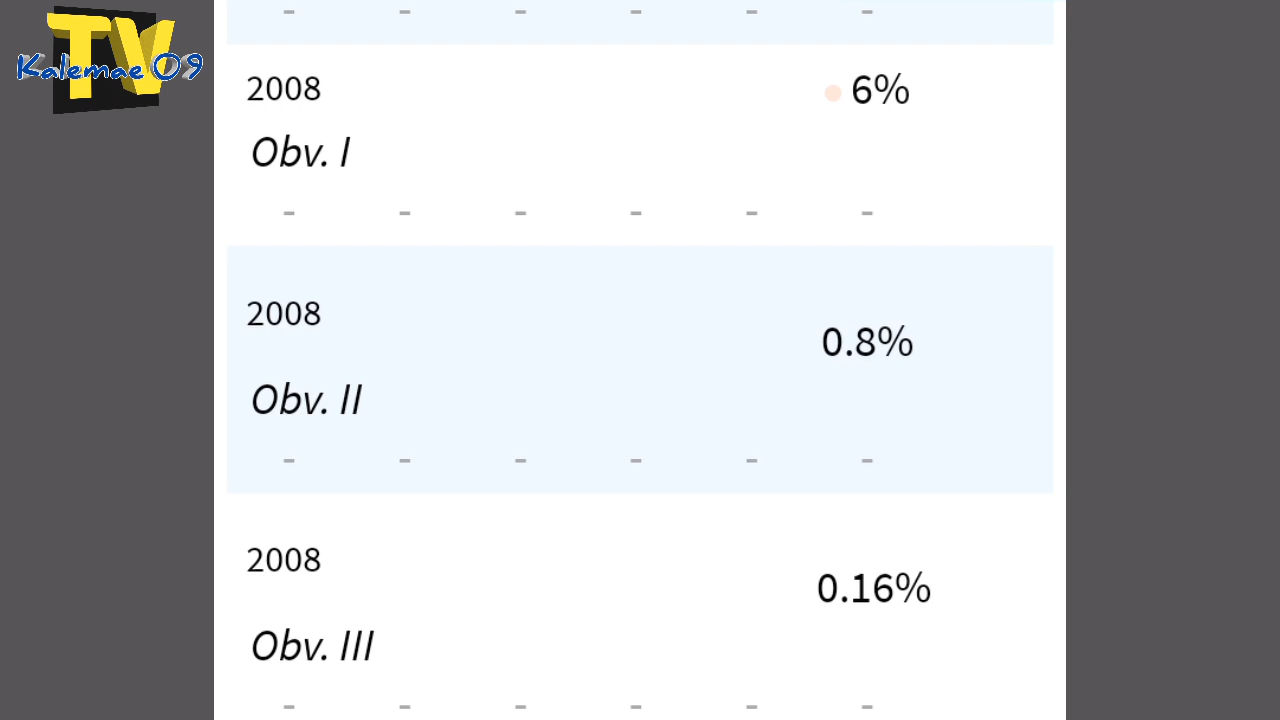 TV
Kalemae 09
- - - - - -
2008
6%
Obv. I
- - - - - -
2008
0.8%
Obv. II
- - - - - -
2008
0.16%
Obv. III
- - - - - -